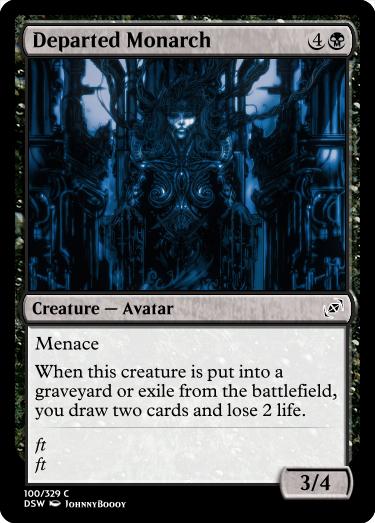 Departed Monarch 4
Creature — Avatar
Menace
When this creature is put into a
graveyard or exile from the battlefield,
you draw two cards and lose 2 life.
ft
ft
3/4
100/329 C
DSW JohnnyBoooy